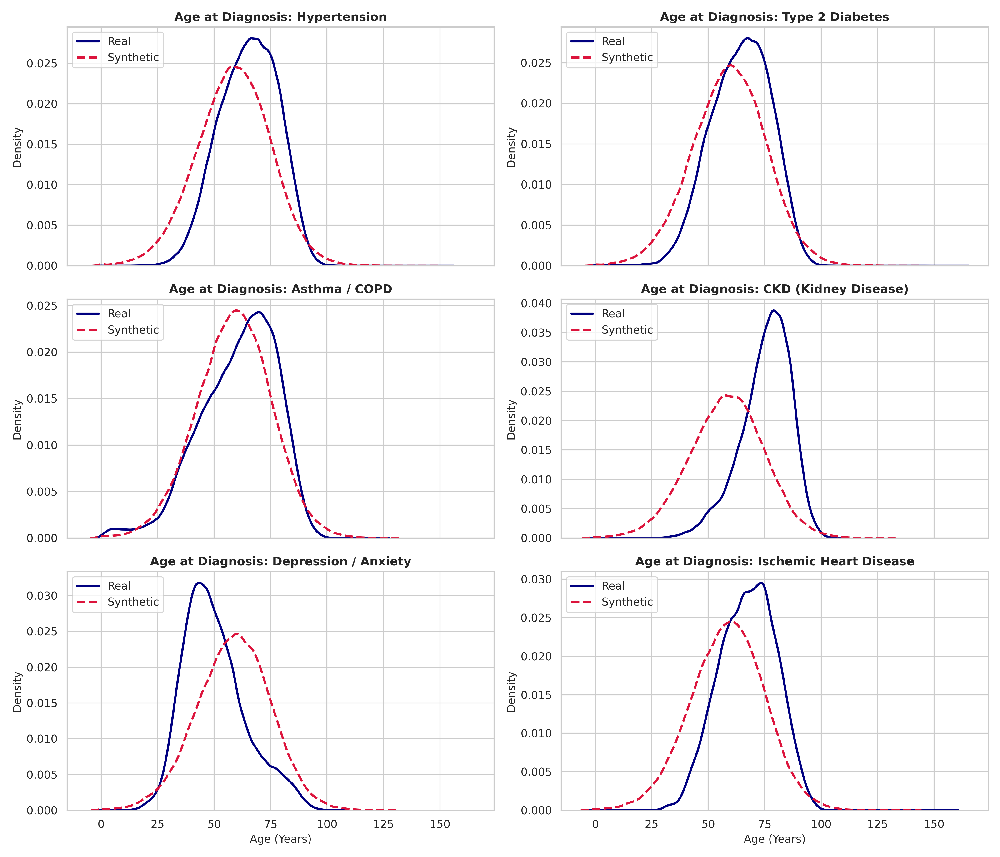 Age at Diagnosis: Hypertension
Real
Synthetic
0.025
0.020
0.015
0.010
0.005
0.000
Density
Age at Diagnosis: Type 2 Diabetes
Real
Synthetic
0.025
0.020
0.015
0.010
0.005
0.000
Density
Age at Diagnosis: Asthma / COPD
Real
Synthetic
0.025
0.020
0.015
0.010
0.005
0.000
Density
Age at Diagnosis: CKD (Kidney Disease)
Real
Synthetic
0.040
0.035
0.030
0.025
0.020
0.015
0.010
0.005
0.000
Density
Age at Diagnosis: Depression / Anxiety
Real
Synthetic
0.030
0.025
0.020
0.015
0.010
0.005
0.000
Density
0 25 50 75 100 125 150
Age (Years)
Age at Diagnosis: Ischemic Heart Disease
Real
Synthetic
0.030
0.025
0.020
0.015
0.010
0.005
0.000
Density
0 25 50 75 100 125 150
Age (Years)